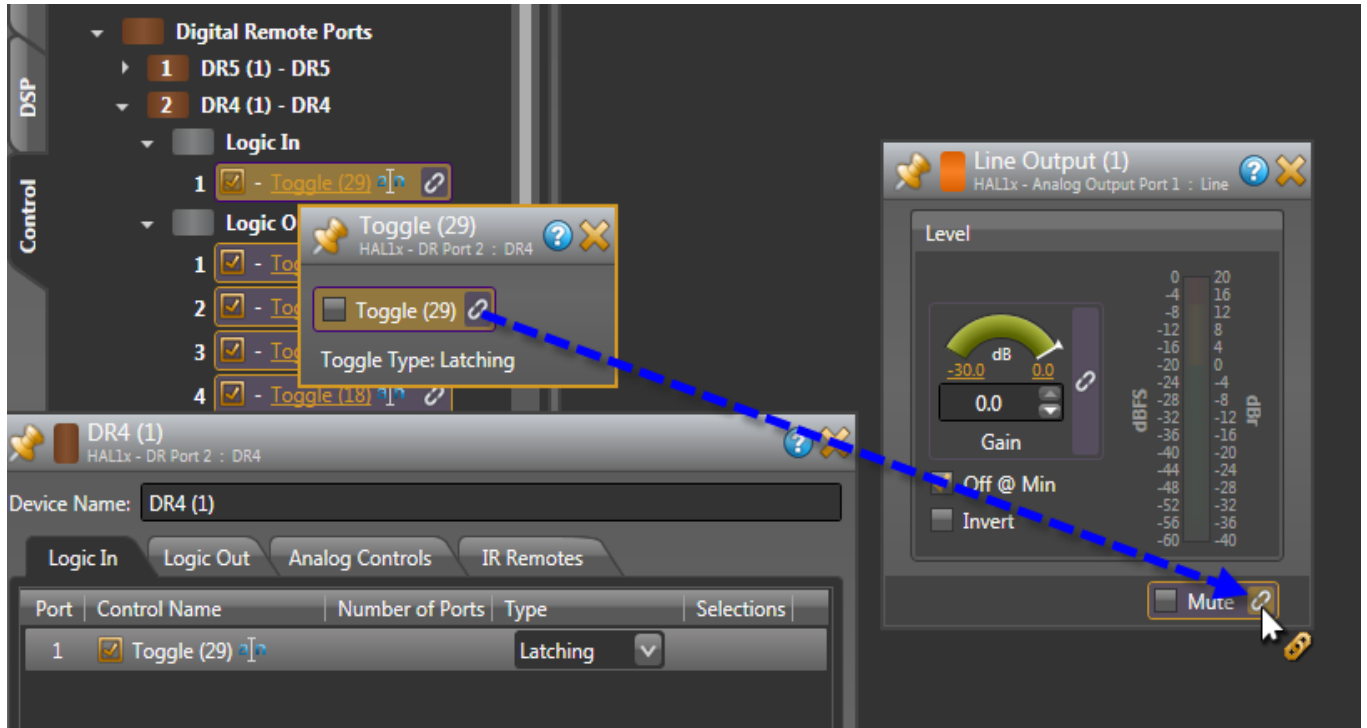 DSP
Control
Digital Remote Ports
1 DR5 (1) - DR5
2 DR4 (1) - DR4
Logic In
1 - Toggle (29)
Logic O
1 - Tog
2 - Tog
3 - Tog
4 - Toggle (18)
Toggle (29)
HAL1x - DR Port 2 : DR4
Toggle (29)
Toggle Type: Latching
DR4 (1)
HAL1x - DR Port 2 : DR4
Device Name: DR4 (1)
Logic In Logic Out Analog Controls IR Remotes
Port Control Name Number of Ports Type Selections
1 Toggle (29) Latching
Line Output (1)
HAL1x - Analog Output Port 1 : Line
Level
dB
-30.0 0.0
0.0
Gain
Off @ Min
Invert
dBFS
0 20
-4 16
-8 12
-12 8
-16 4
-20 0
-24 -4
-28 -8
-32 -12
-36 -16
-40 -20
-44 -24
-48 -28
-52 -32
-56 -36
-60 -40
dBr
Mute